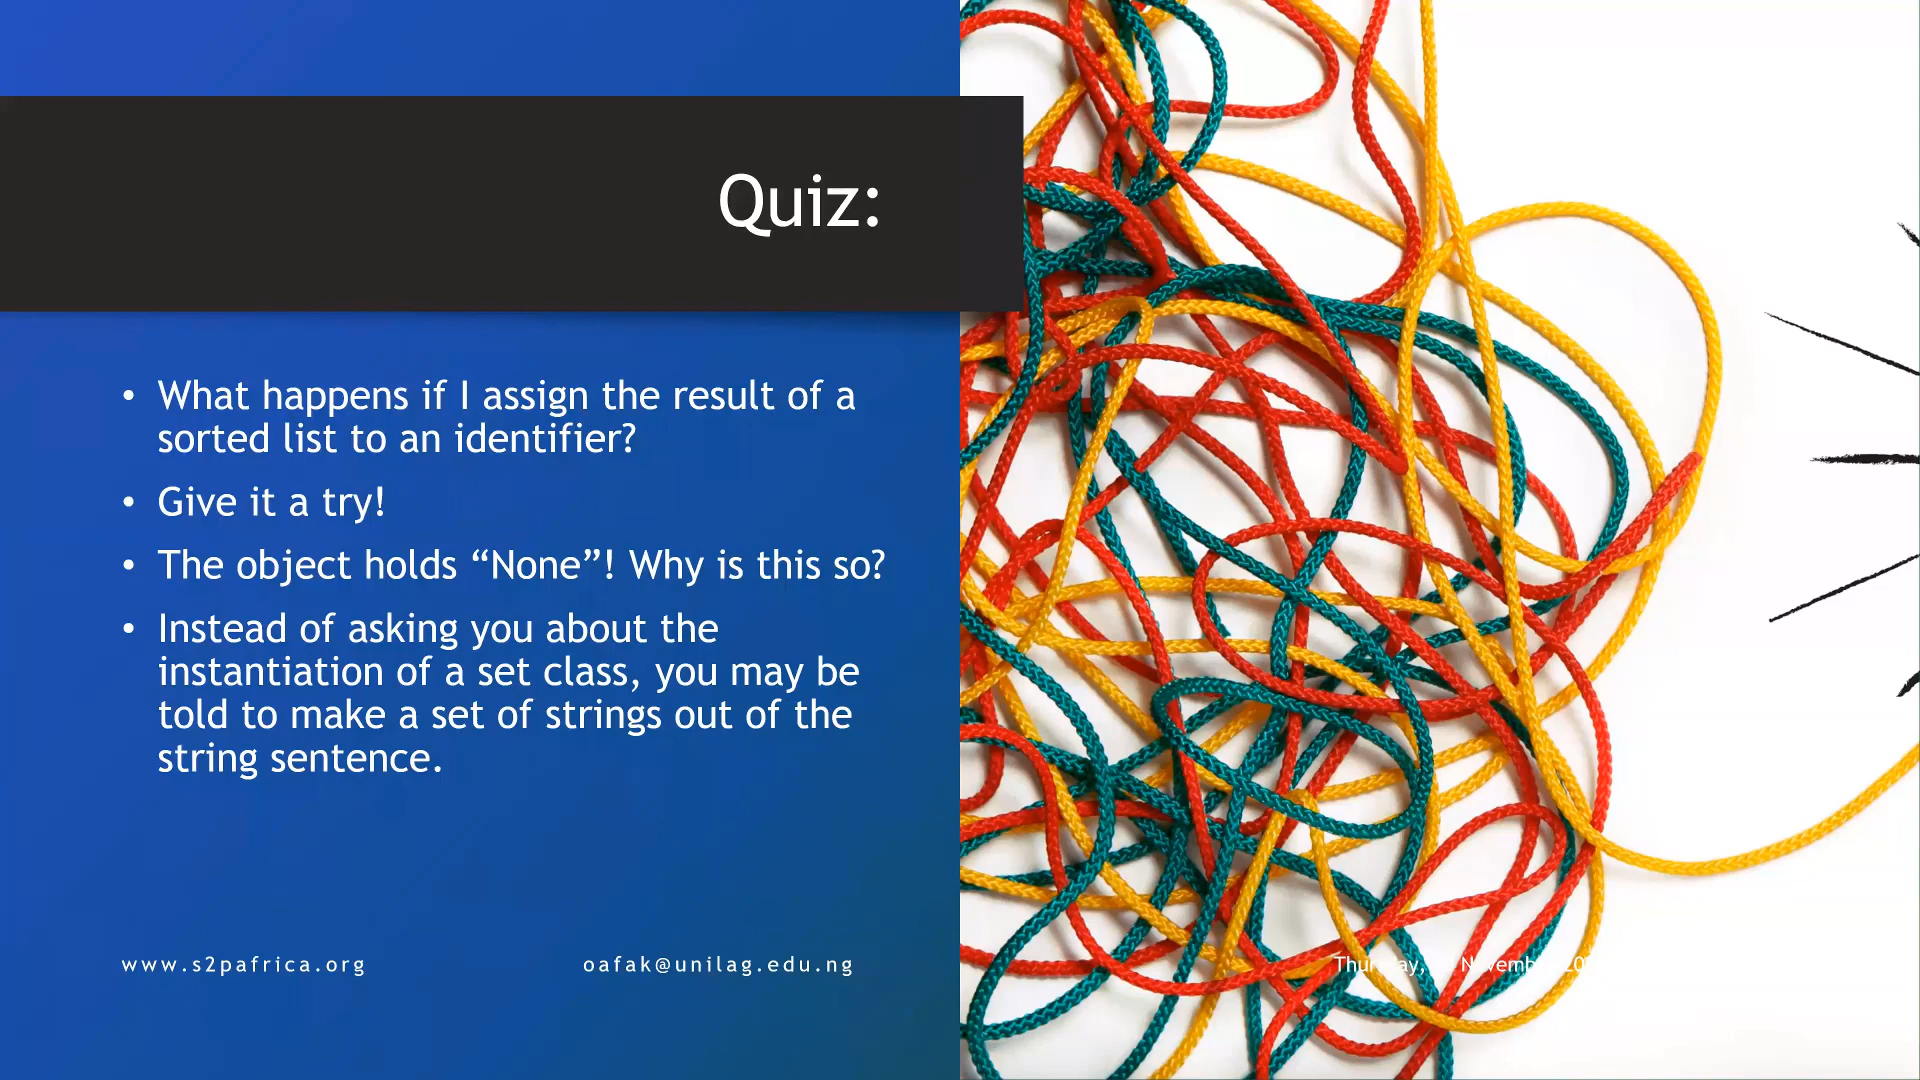 Quiz:
• What happens if I assign the result of a
sorted list to an identifier?
• Give it a try!
• The object holds “None”! Why is this so?
• Instead of asking you about the
instantiation of a set class, you may be
told to make a set of strings out of the
string sentence.
www.s2pafrica.org
oafak@unilag.edu.ng